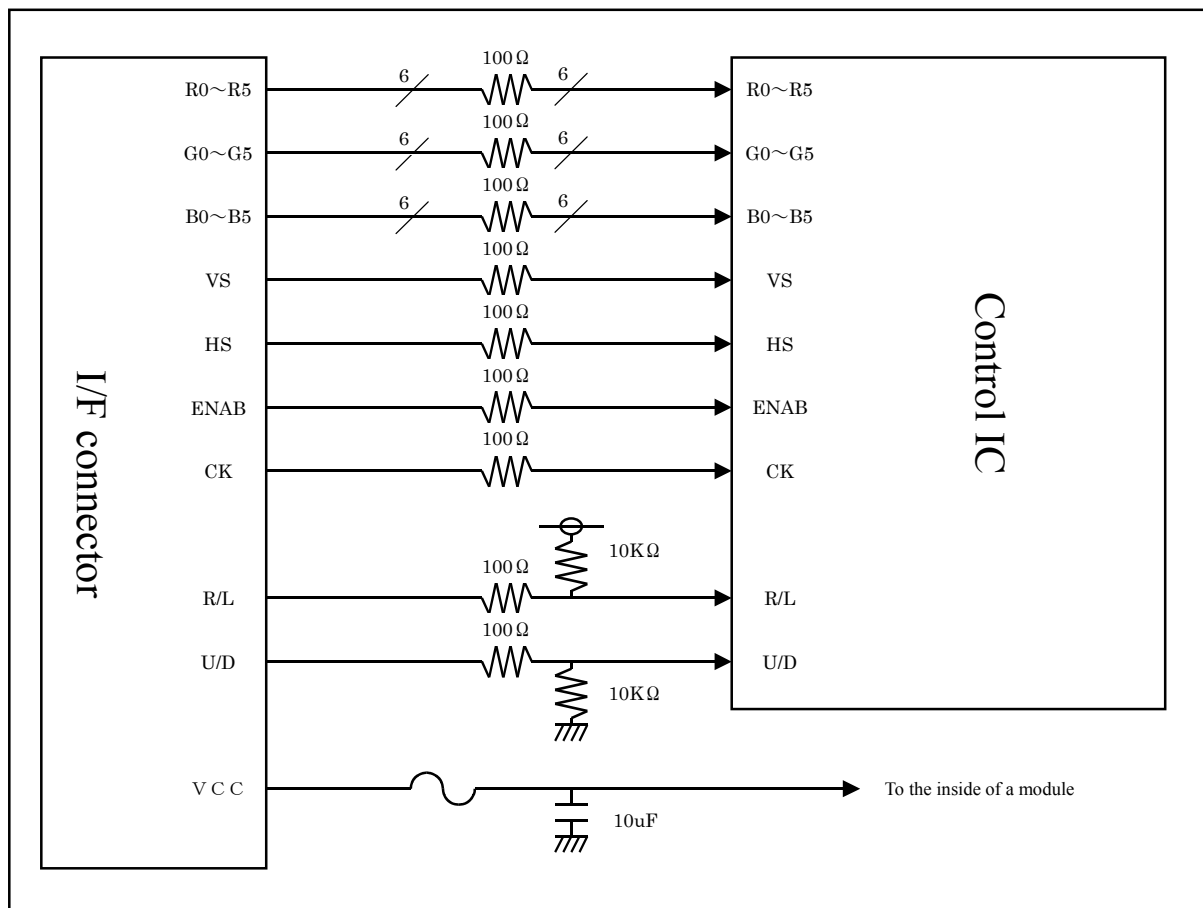 100Ω
R0~R5 6 6 R0~R5
100Ω
G0~G5 6 6 G0~G5
100Ω
B0~B5 6 6 B0~B5
100Ω
VS VS
100Ω
HS HS
100Ω
ENAB ENAB
100Ω
CK CK
I/F connector
Control IC
10KΩ
100Ω
R/L R/L
100Ω
U/D U/D
10KΩ
ＶＣＣ To the inside of a module
10uF